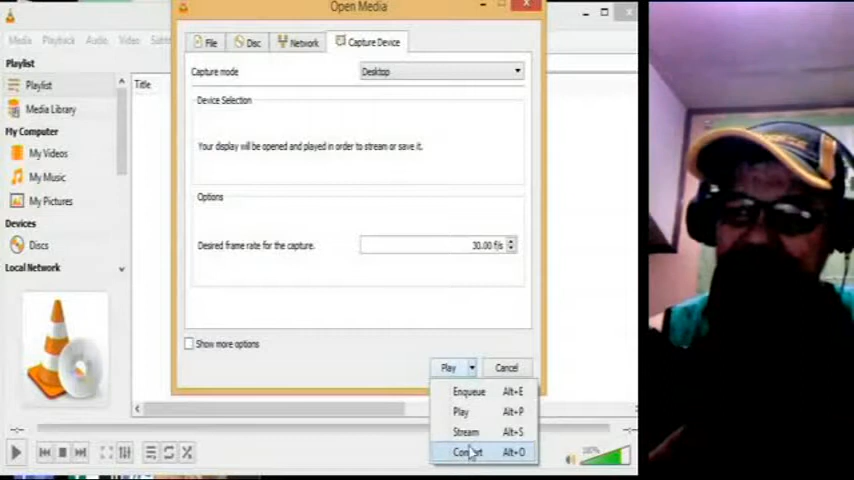 Open Media
Media Playback Audio Video
File Disc Network Capture Device
Playlist
Playlist
Media Library
My Computer
My Videos
My Music
My Pictures
Devices
Discs
Local Network
Title
Capture mode Desktop
Device Selection
Your display will be opened and played in order to stream or save it.
Options
Desired frame rate for the capture. 30.00 f/s
Show more options
Play Cancel
Enqueue Alt+E
Play Alt+P
Stream Alt+S
Alt+O
100%